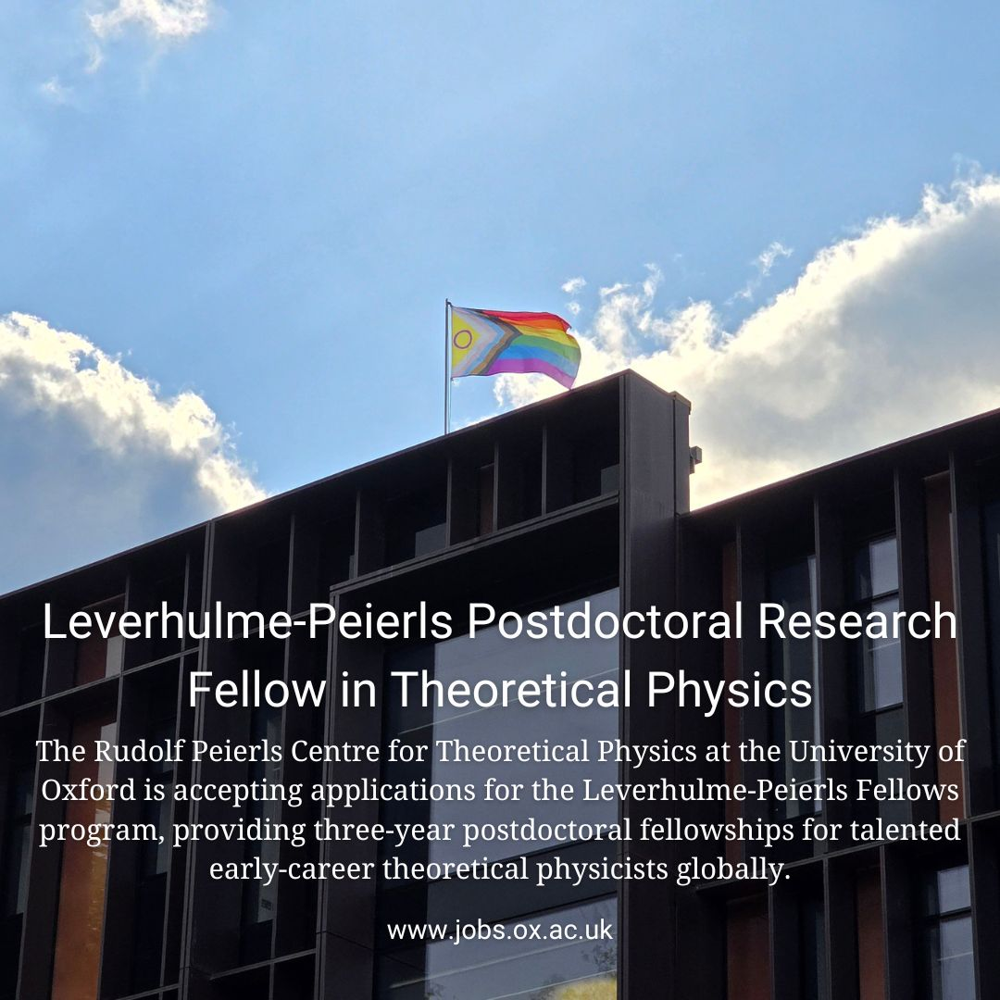 Leverhulme-Peierls Postdoctoral Research
Fellow in Theoretical Physics
The Rudolf Peierls Centre for Theoretical Physics at the University of
Oxford is accepting applications for the Leverhulme-Peierls Fellows
program, providing three-year postdoctoral fellowships for talented
early-career theoretical physicists globally.
www.jobs.ox.ac.uk